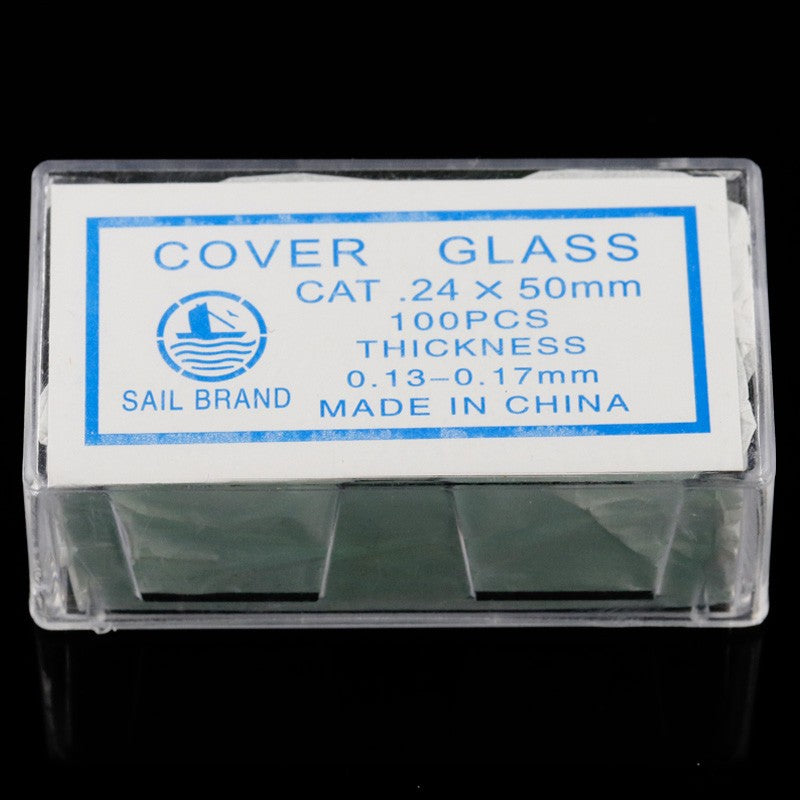 COVER GLASS
CAT .24 X 50mm
100PCS
THICKNESS
0.13-0.17mm
MADE IN CHINA
SAIL BRAND